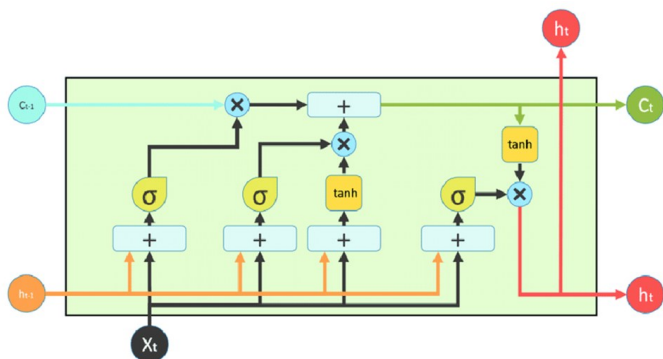 hₜ
Cₜ₋₁
×
+
Cₜ
×
tanh
σ
σ
tanh
σ
×
+
+
+
+
hₜ₋₁
hₜ
Xₜ